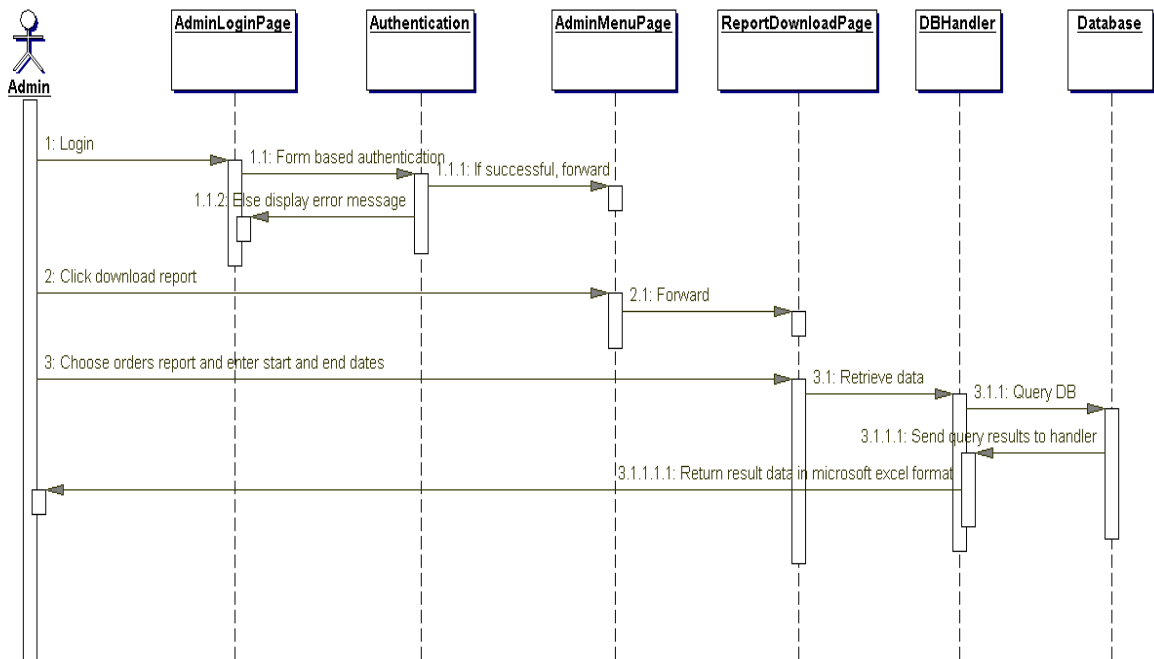 AdminLoginPage
Authentication
AdminMenuPage
ReportDownloadPage
DBHandler
Database
Admin
1: Login
1.1: Form based authentication
1.1.1: If successful, forward
1.1.2: Else display error message
2: Click download report
2.1: Forward
3: Choose orders report and enter start and end dates
3.1: Retrieve data
3.1.1: Query DB
3.1.1.1: Send query results to handler
3.1.1.1.1: Return result data in microsoft excel format